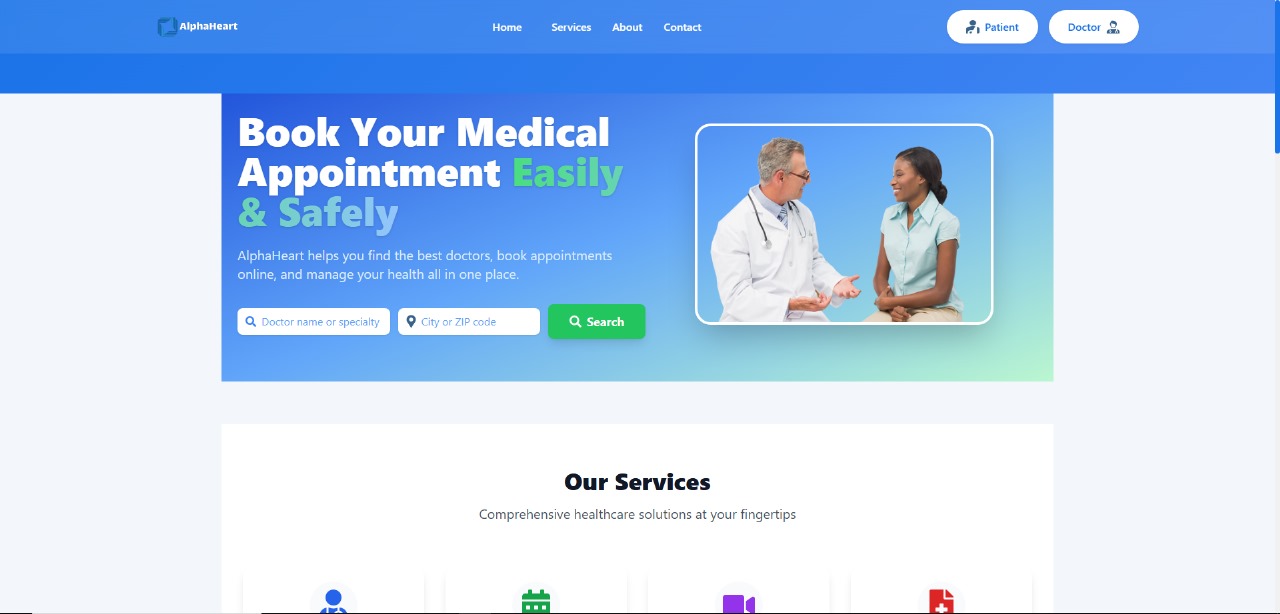 AlphaHeart
Home Services About Contact
Patient
Doctor
Book Your Medical
Appointment Easily
& Safely
AlphaHeart helps you find the best doctors, book appointments
online, and manage your health all in one place.
Doctor name or specialty
City or ZIP code
Search
Our Services
Comprehensive healthcare solutions at your fingertips